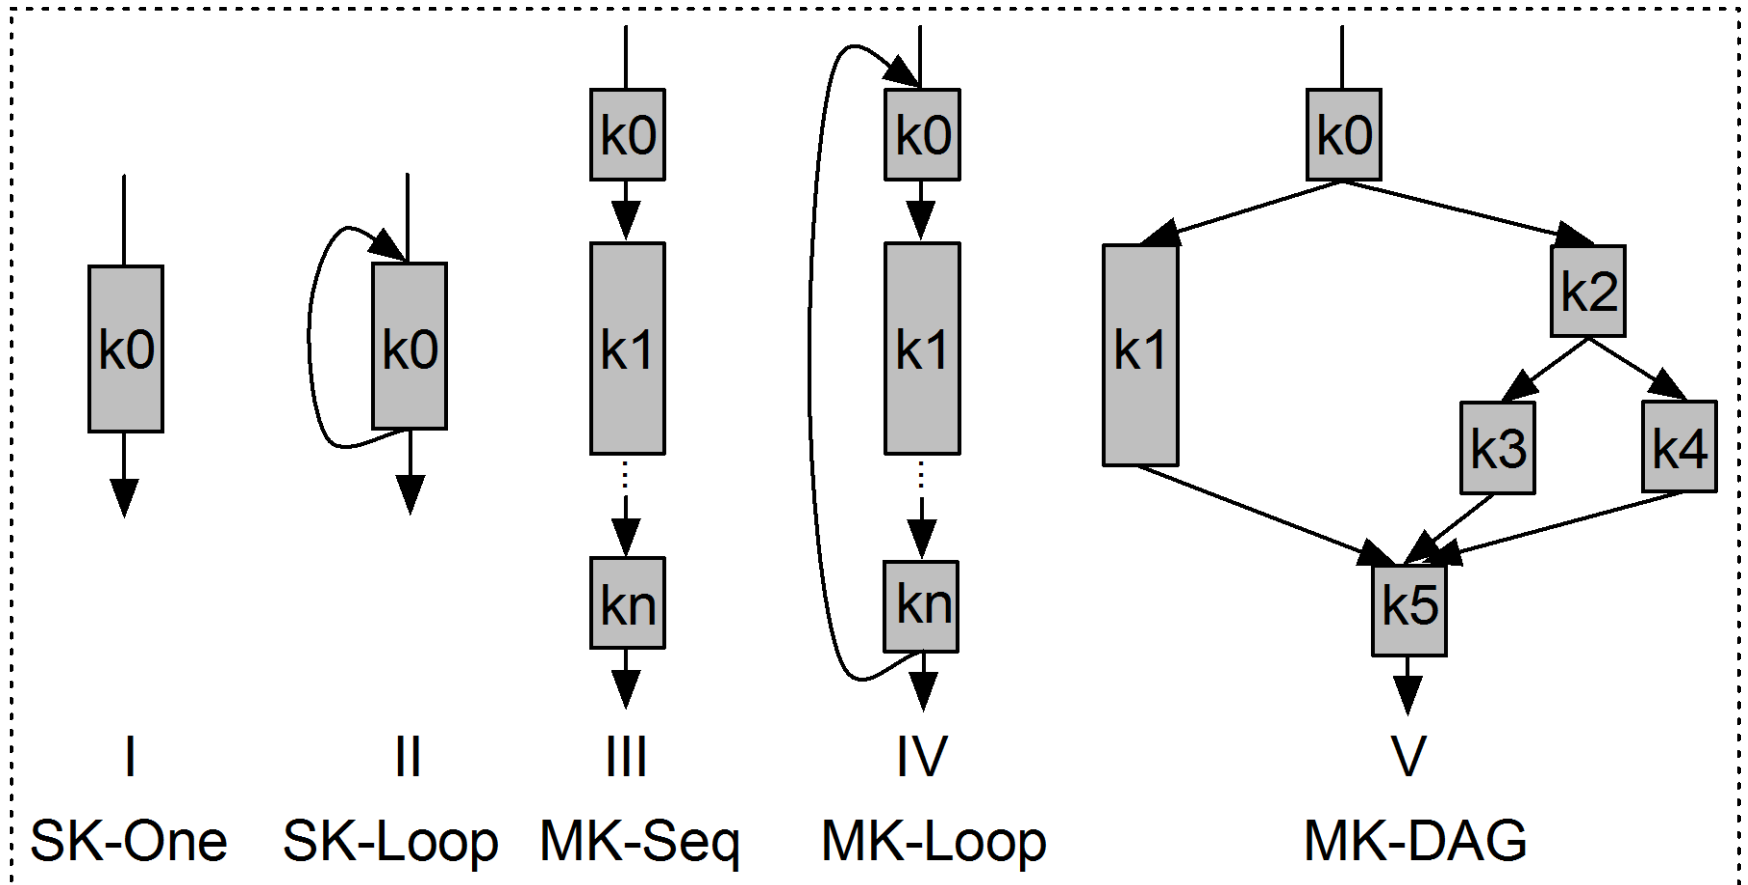 k0
k0
k0
k1
kn
k0
k1
kn
k0
k1
k2
k3
k4
k5
I
II
III
IV
V
SK-One
SK-Loop
MK-Seq
MK-Loop
MK-DAG